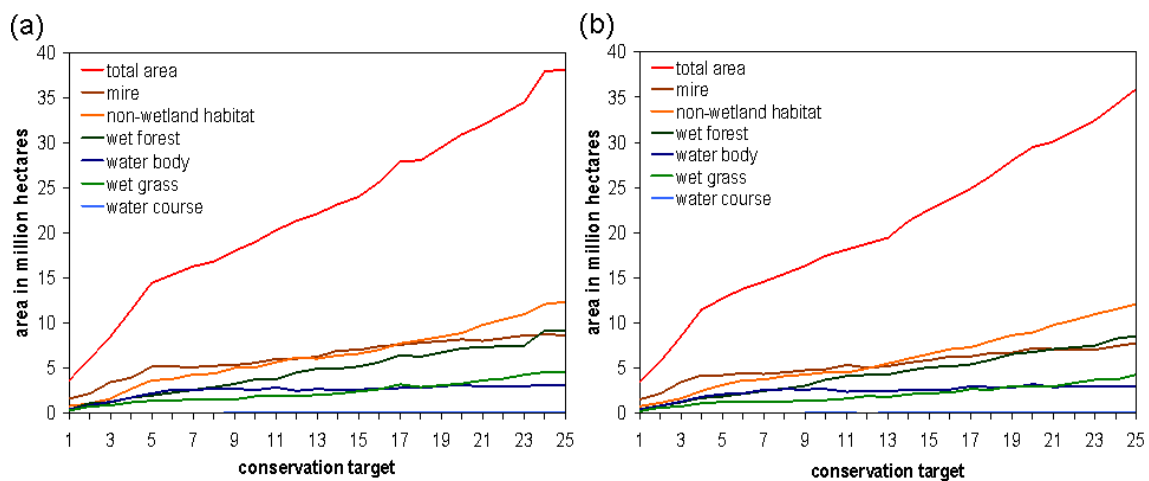 (a)
area in million hectares
40
35
30
25
20
15
10
5
0
total area
mire
non-wetland habitat
wet forest
water body
wet grass
water course
1 3 5 7 9 11 13 15 17 19 21 23 25
conservation target
(b)
area in million hectares
40
35
30
25
20
15
10
5
0
total area
mire
non-wetland habitat
wet forest
water body
wet grass
water course
1 3 5 7 9 11 13 15 17 19 21 23 25
conservation target